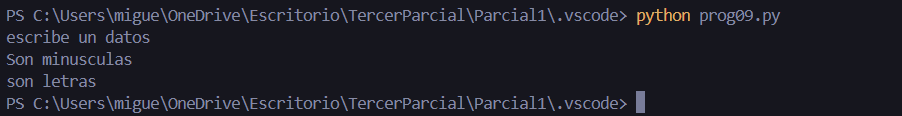 PS C:\Users\migue\OneDrive\Escritorio\TercerParcial\Parcial1\.vscode> python prog09.py
escribe un datos
Son minusculas
son letras
PS C:\Users\migue\OneDrive\Escritorio\TercerParcial\Parcial1\.vscode>